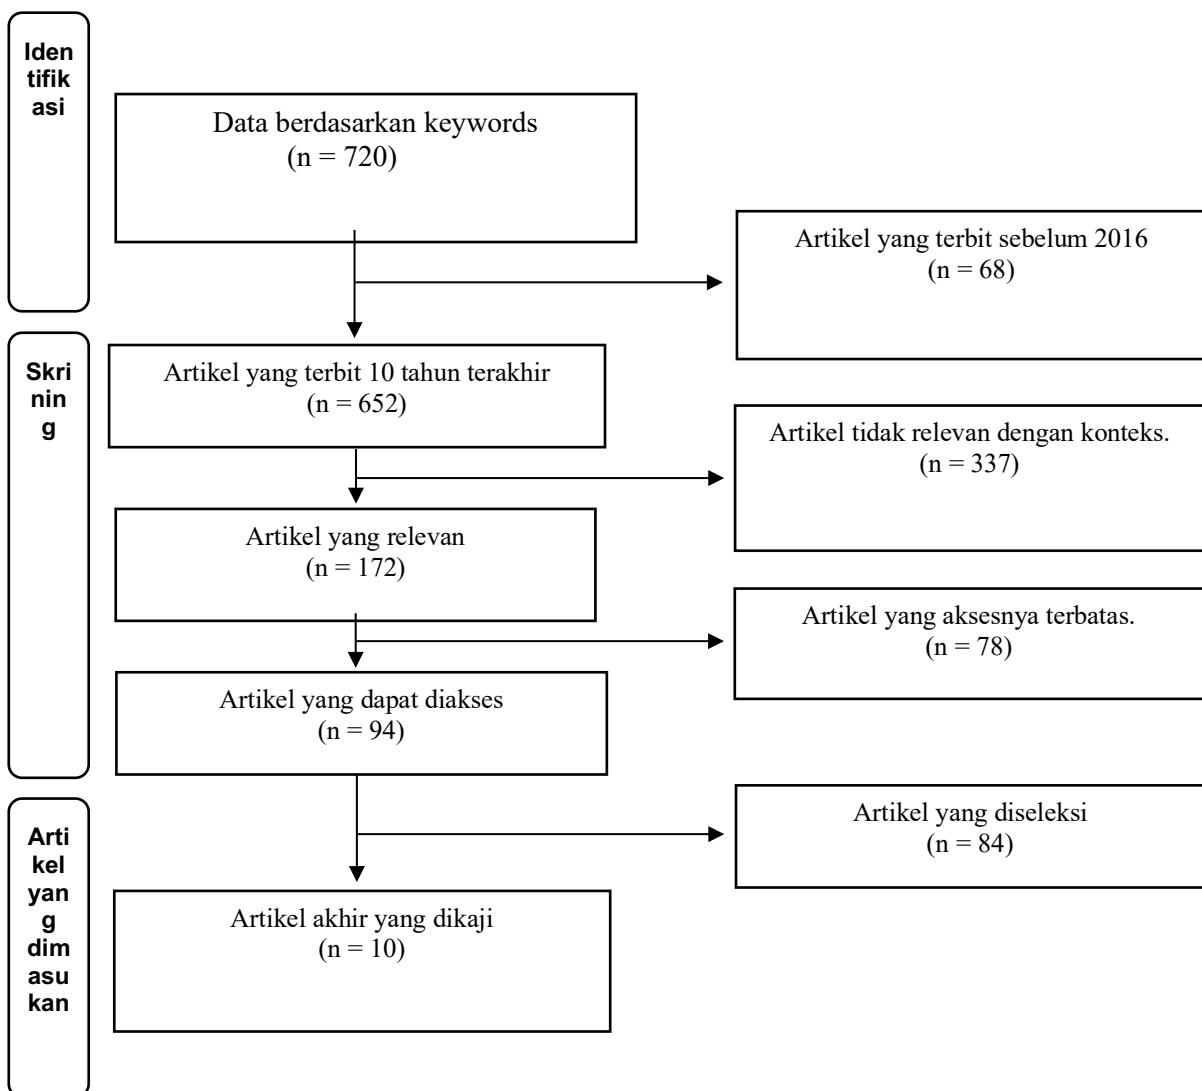 Iden
tifik
asi
Data berdasarkan keywords
(n = 720)
Artikel yang terbit sebelum 2016
(n = 68)
Skri
nin
g
Artikel yang terbit 10 tahun terakhir
(n = 652)
Artikel tidak relevan dengan konteks.
(n = 337)
Artikel yang relevan
(n = 172)
Artikel yang aksesnya terbatas.
(n = 78)
Artikel yang dapat diakses
(n = 94)
Arti
kel
yan
g
dim
asu
kan
Artikel yang diseleksi
(n = 84)
Artikel akhir yang dikaji
(n = 10)